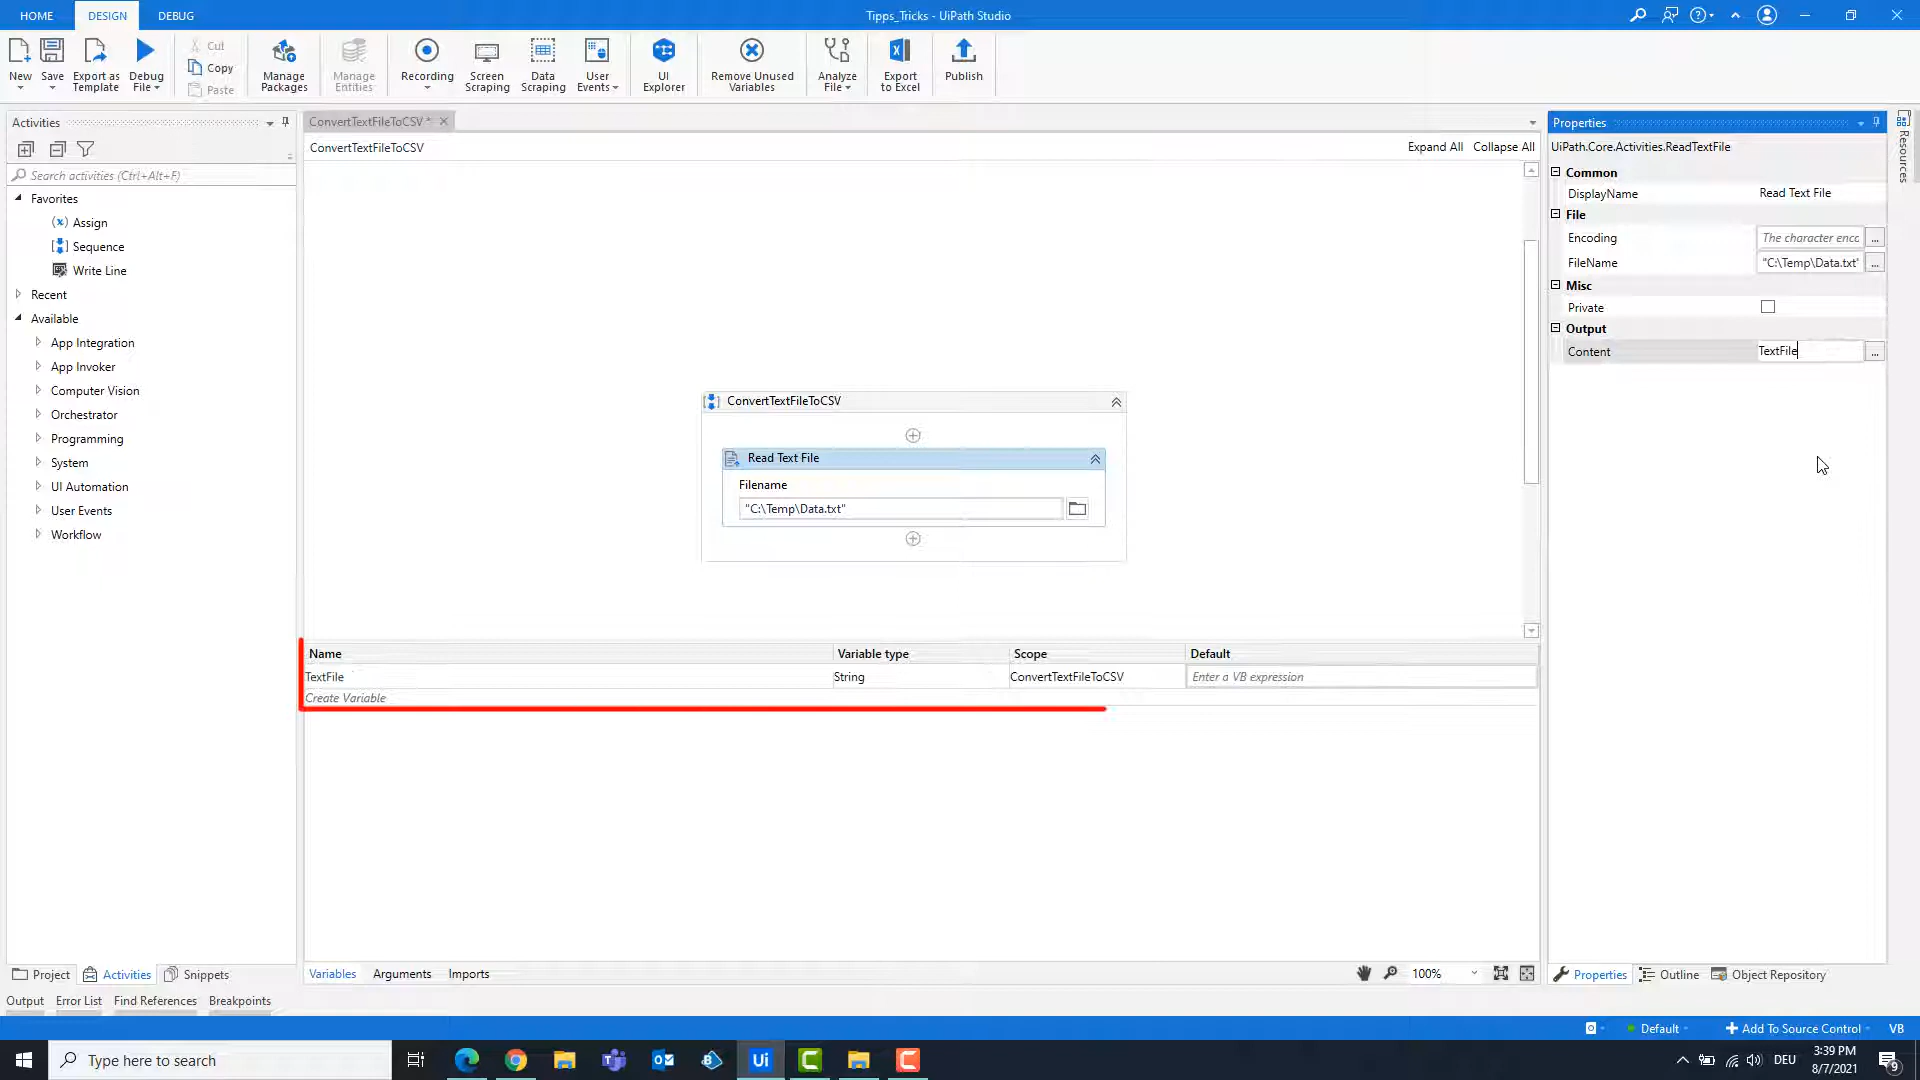 HOME DESIGN DEBUG Tipps_Tricks - UiPath Studio
New Save Export as Template Debug File Cut Copy Paste Manage Packages Manage Entities Recording Screen Scraping Data Scraping User Events UI Explorer Remove Unused Variables Analyze File Export to Excel Publish
Activities
Search activities (Ctrl+Alt+F)
Favorites
Assign
Sequence
Write Line
Recent
Available
App Integration
App Invoker
Computer Vision
Orchestrator
Programming
System
UI Automation
User Events
Workflow
Project Activities Snippets
ConvertTextFileToCSV *
ConvertTextFileToCSV Expand All Collapse All
ConvertTextFileToCSV
Read Text File
Filename
"C:\Temp\Data.txt"
Name Variable type Scope Default
TextFile String ConvertTextFileToCSV Enter a VB expression
Create Variable
Variables Arguments Imports 100%
Properties
UiPath.Core.Activities.ReadTextFile
Common
DisplayName Read Text File
File
Encoding The character enco ...
FileName "C:\Temp\Data.txt" ...
Misc
Private
Output
Content TextFile ...
Properties Outline Object Repository
Resources
Output Error List Find References Breakpoints
Default Add To Source Control VB
Type here to search Ui DEU 3:39 PM
8/7/2021 9